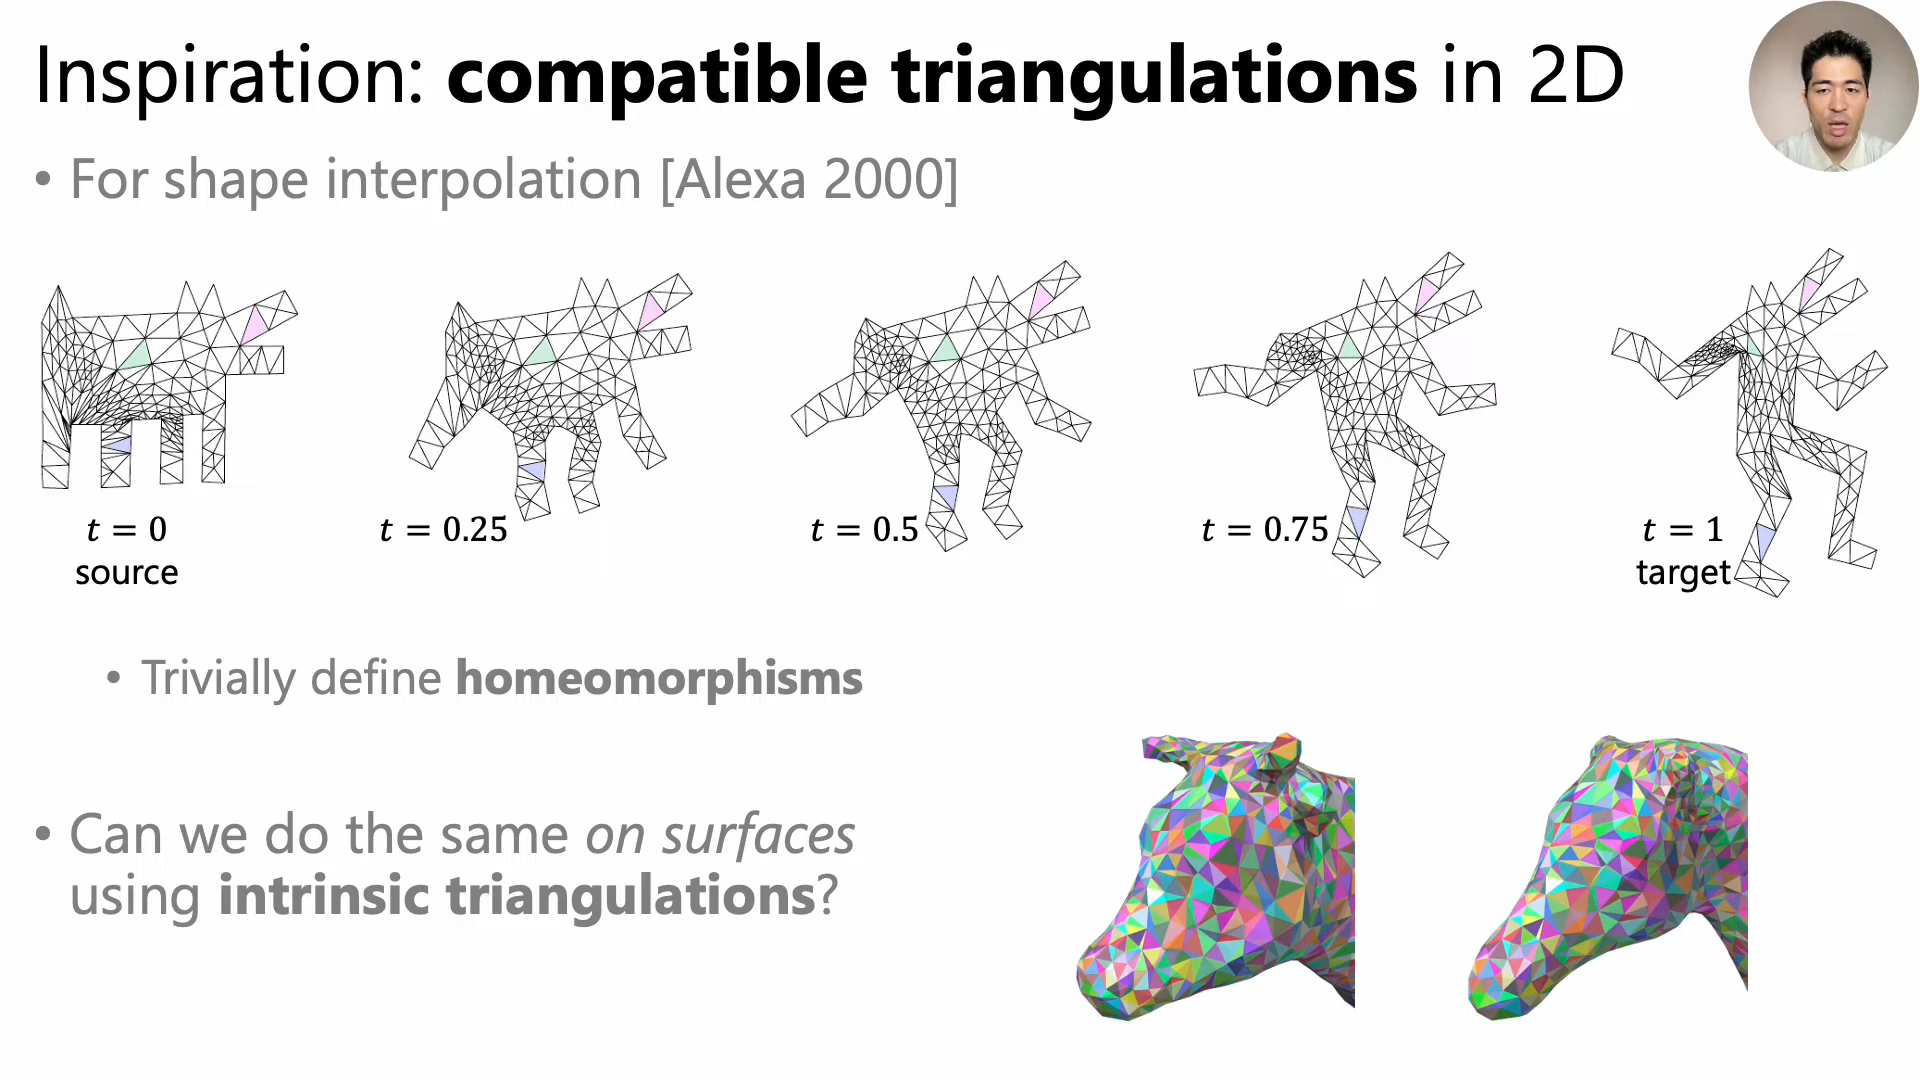 Inspiration: compatible triangulations in 2D
• For shape interpolation [Alexa 2000]
t = 0
source
t = 0.25
t = 0.5
t = 0.75
t = 1
target
• Trivially define homeomorphisms
• Can we do the same on surfaces
using intrinsic triangulations?